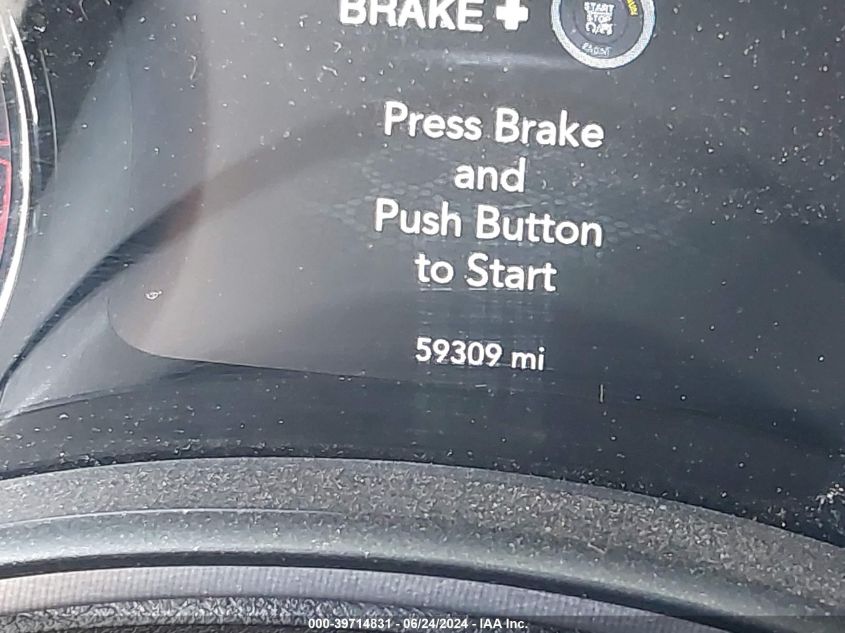 BRAKE +
START
STOP
ENGINE
Press Brake
and
Push Button
to Start
59309 mi
000-39714831 - 06/24/2024 - IAA Inc.